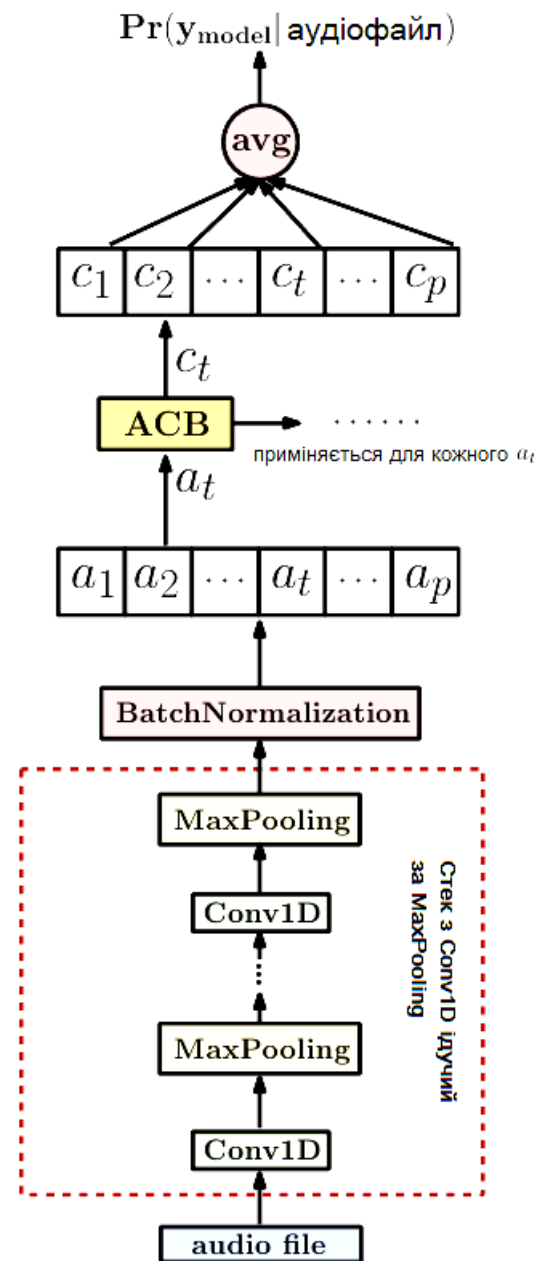 Pr(y_model| аудіофайл)
avg
c_1 c_2 ... c_t ... c_p
c_t
ACB
......
приміняється для кожного a_t
a_t
a_1 a_2 ... a_t ... a_p
BatchNormalization
MaxPooling
Conv1D
...
MaxPooling
Conv1D
Стек з Conv1D ідучий
за MaxPooling
audio file